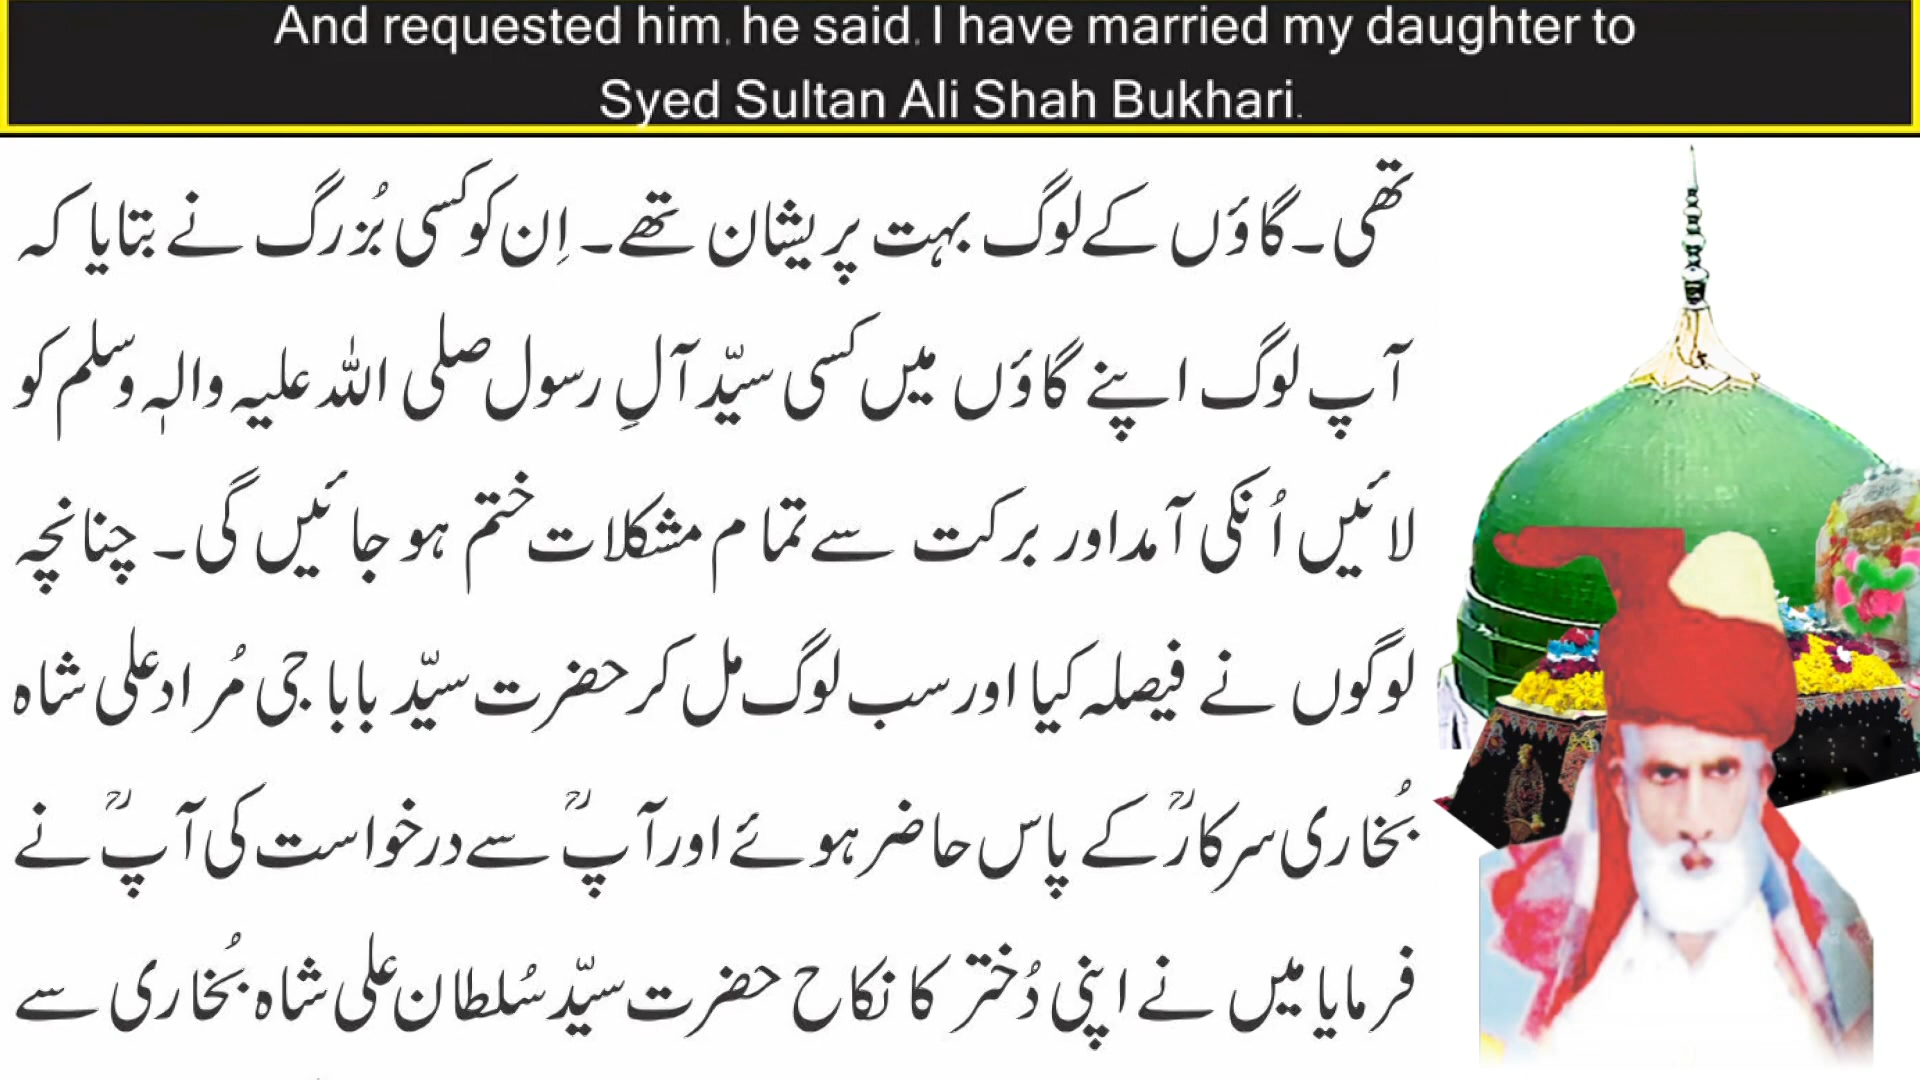 And requested him, he said, I have married my daughter to
Syed Sultan Ali Shah Bukhari.
تھی۔ گاؤں کے لوگ بہت پریشان تھے۔ اِن کو کسی بُزرگ نے بتایا کہ
آپ لوگ اپنے گاؤں میں کسی سیّد آلِ رسول صلی اللہ علیہ والہٖ وسلم کو
لائیں اُنکی آمد اور برکت سے تمام مشکلات ختم ہو جائیں گی۔ چنانچہ
لوگوں نے فیصلہ کیا اور سب لوگ مل کر حضرت سیّد بابا جی مُراد علی شاہ
بُخاری سرکارؒ کے پاس حاضر ہوئے اور آپؒ سے درخواست کی آپؒ نے
فرمایا میں نے اپنی دُختر کا نکاح حضرت سیّد سُلطان علی شاہ بُخاری سے